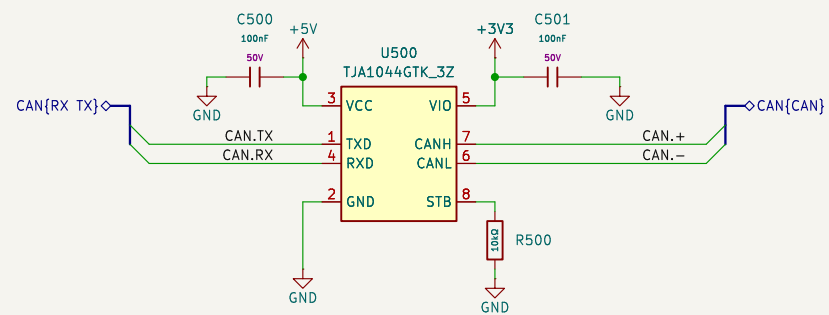 C500
100nF
50V
+5V
+3V3
C501
100nF
50V
U500
TJA1044GTK_3Z
GND
GND
CAN{RX TX}
CAN{CAN}
3 VCC
VIO 5
CAN.TX
1 TXD
CANH 7
CAN.+
CAN.RX
4 RXD
CANL 6
CAN.-
2 GND
STB 8
10kΩ
R500
GND
GND